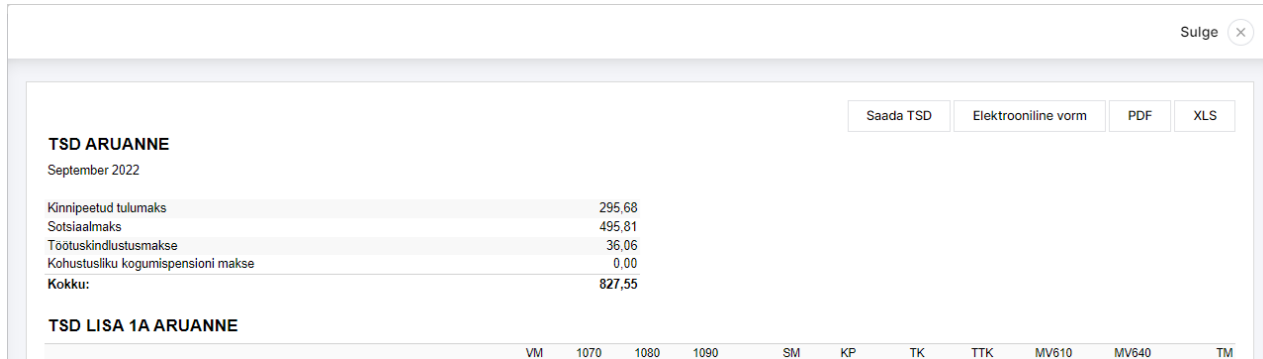 Sulge
Saada TSD Elektrooniline vorm PDF XLS
TSD ARUANNE
September 2022
Kinnipeetud tulumaks 295,68
Sotsiaalmaks 495,81
Töötuskindlustusmakse 36,06
Kohustusliku kogumispensioni makse 0,00
Kokku: 827,55
TSD LISA 1A ARUANNE
VM 1070 1080 1090 SM KP TK TTK MV610 MV640 TM